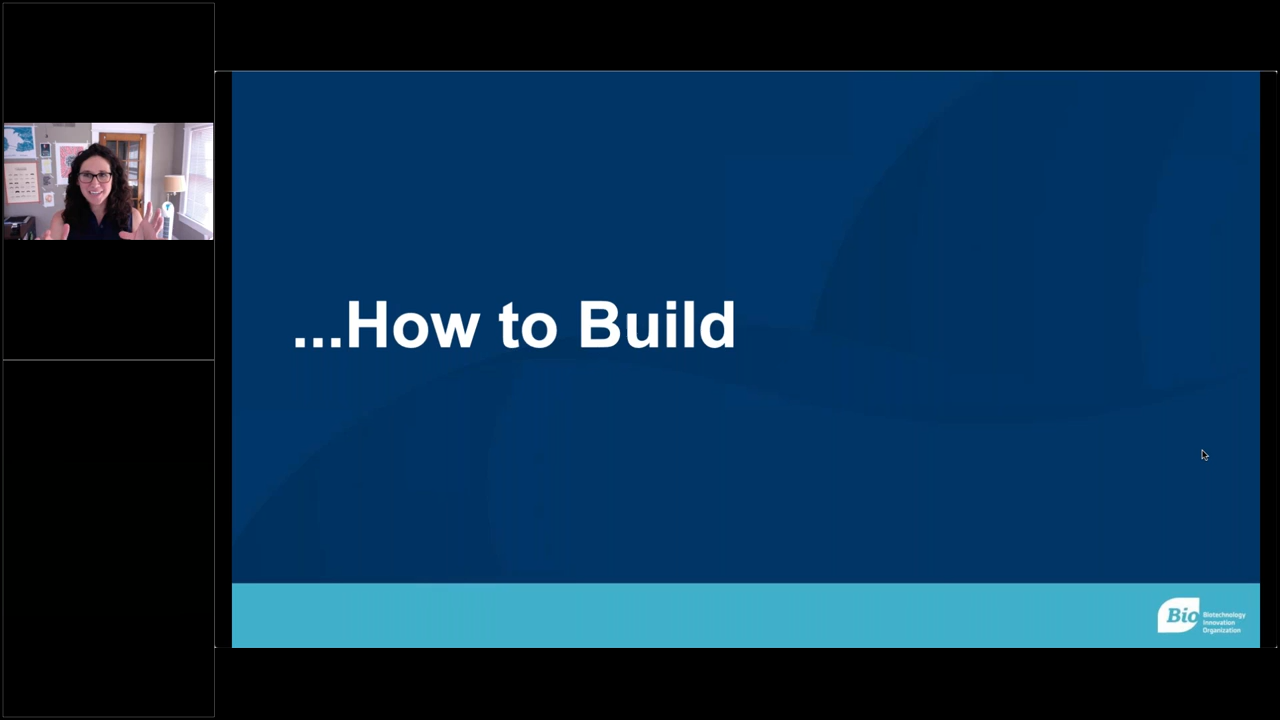 ...How to Build
Bio
Biotechnology
Innovation
Organization